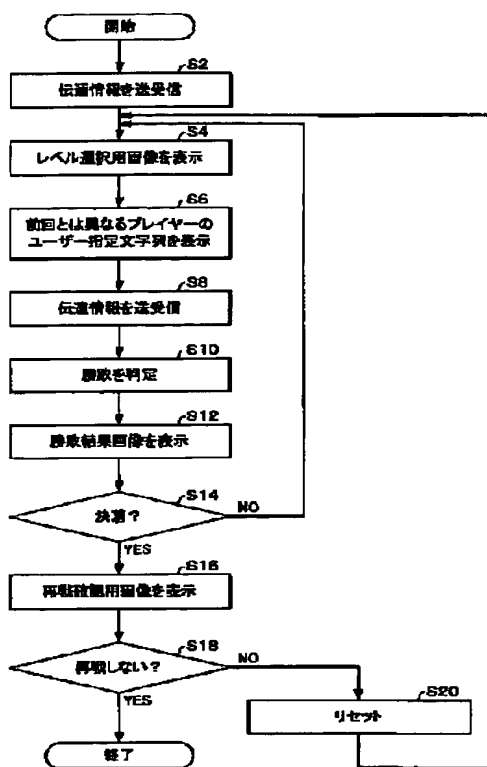 開始
S2
伝達情報を送受信
S4
レベル選択用画像を表示
S6
前回とは異なるプレイヤーの
ユーザー指定文字列を表示
S8
伝達情報を送受信
S10
勝敗を判定
S12
勝敗結果画像を表示
S14
決着?
NO
YES
S16
再戦確認用画像を表示
S18
再戦しない?
NO
YES
S20
リセット
終了